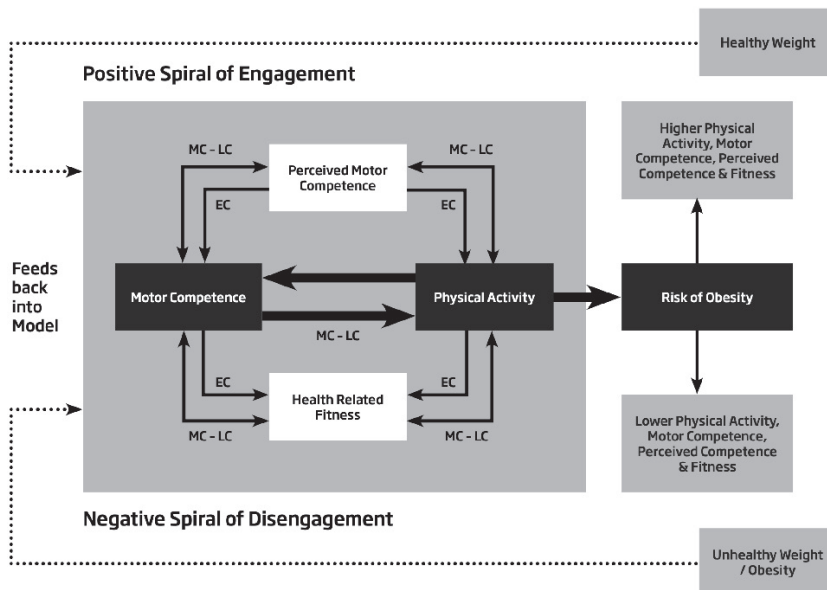 Healthy Weight
Positive Spiral of Engagement
Higher Physical
Activity, Motor
Competence, Perceived
Competence & Fitness
MC – LC
Perceived Motor
Competence
MC – LC
EC
EC
Feeds
back
into
Model
Motor Competence
Physical Activity
Risk of Obesity
MC – LC
EC
Health Related
Fitness
EC
MC – LC
MC – LC
Lower Physical Activity,
Motor Competence,
Perceived Competence
& Fitness
Negative Spiral of Disengagement
Unhealthy Weight
/ Obesity